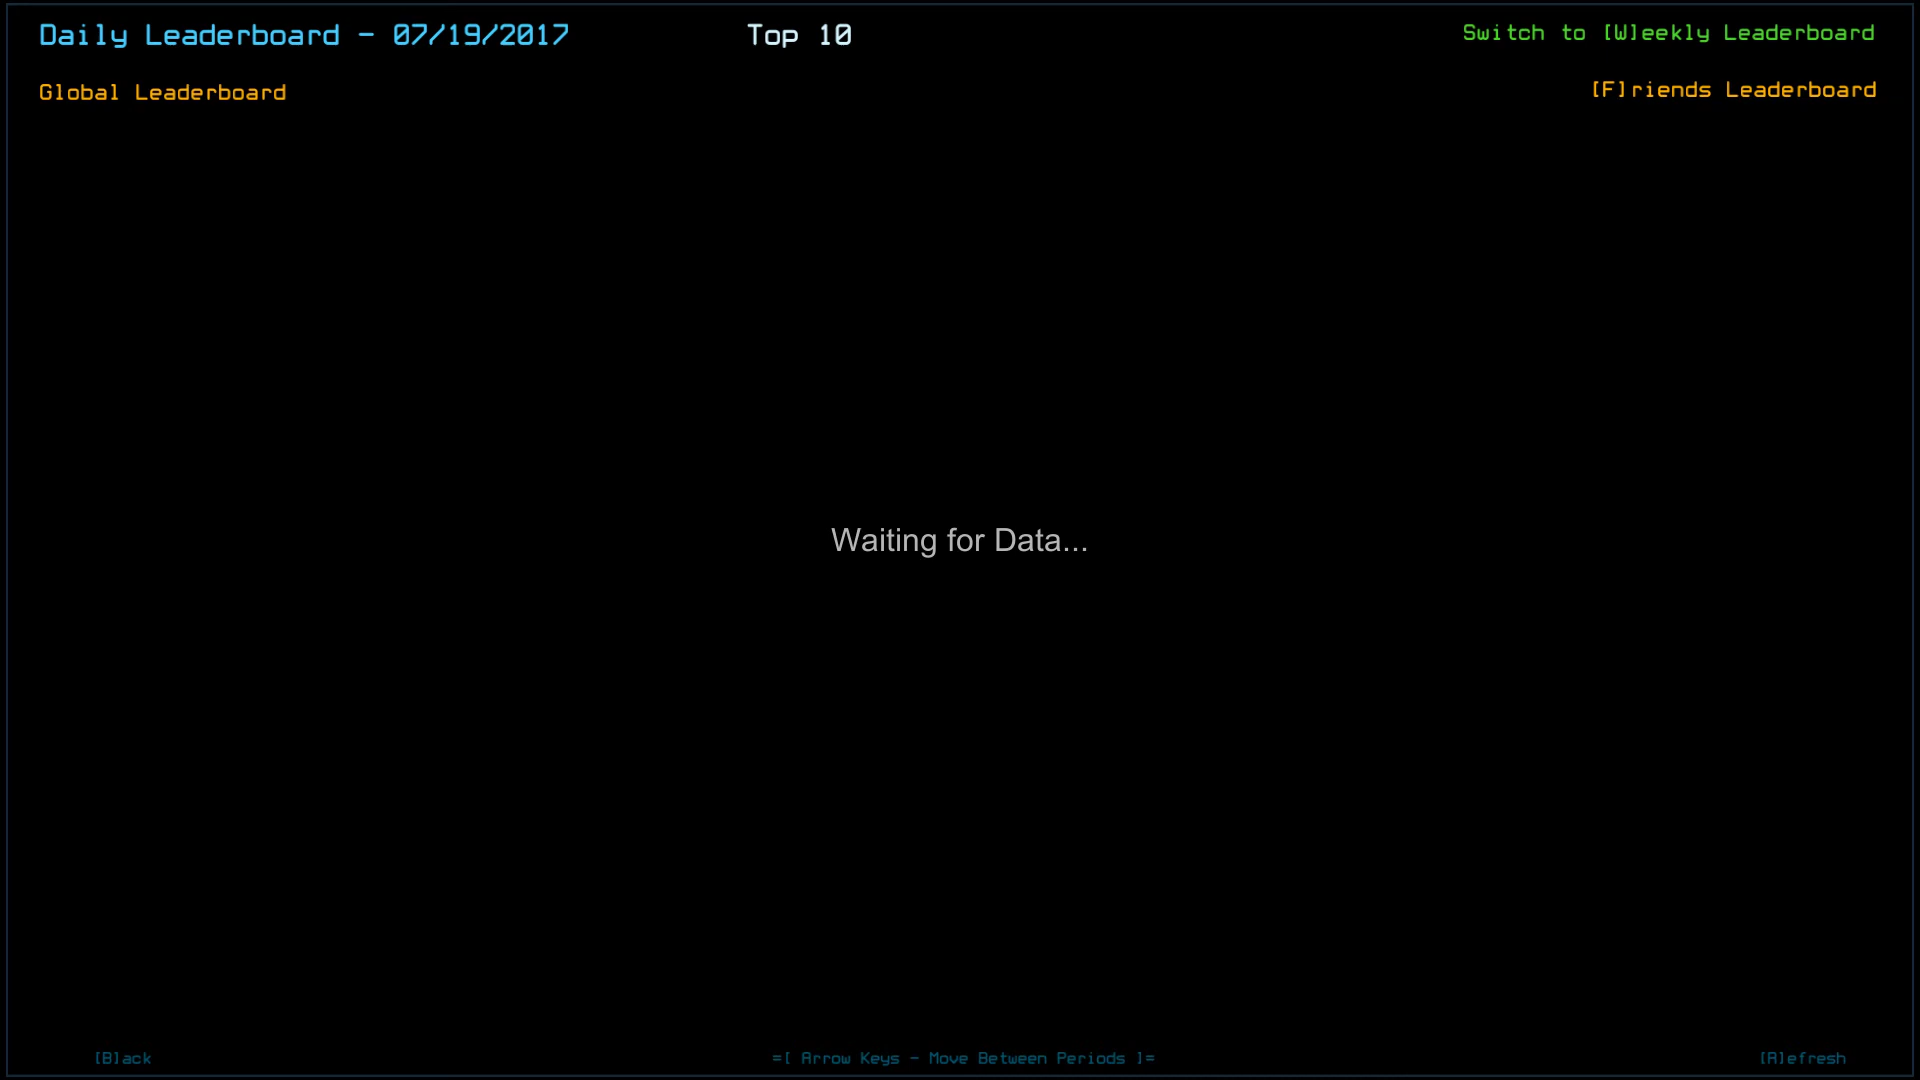 Daily Leaderboard - 07/19/2017
Top 10
Switch to [W]eekly Leaderboard
Global Leaderboard
[F]riends Leaderboard
Waiting for Data...
[B]ack
=[ Arrow Keys - Move Between Periods ]=
[R]efresh